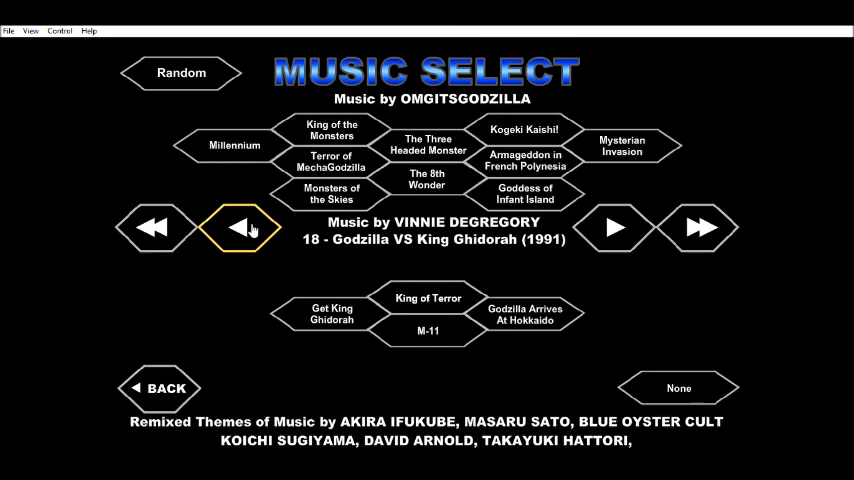 File View Control Help
Random
MUSIC SELECT
Music by OMGITSGODZILLA
Millennium
King of the
Monsters
The Three
Headed Monster
Kogeki Kaishi!
Mysterian
Invasion
Terror of
MechaGodzilla
Armageddon in
French Polynesia
The 8th
Wonder
Monsters of
the Skies
Goddess of
Infant Island
Music by VINNIE DEGREGORY
18 - Godzilla VS King Ghidorah (1991)
Get King
Ghidorah
King of Terror
Godzilla Arrives
At Hokkaido
M-11
BACK
None
Remixed Themes of Music by AKIRA IFUKUBE, MASARU SATO, BLUE OYSTER CULT
KOICHI SUGIYAMA, DAVID ARNOLD, TAKAYUKI HATTORI,